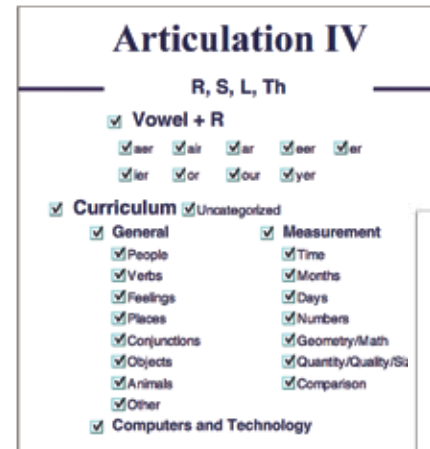 Articulation IV
R, S, L, Th
Vowel + R
aer air ar eer er
ier or our yer
Curriculum Uncategorized
General Measurement
People Time
Verbs Months
Feelings Days
Places Numbers
Conjunctions Geometry/Math
Objects Quantity/Quality/Siz
Animals Comparison
Other
Computers and Technology